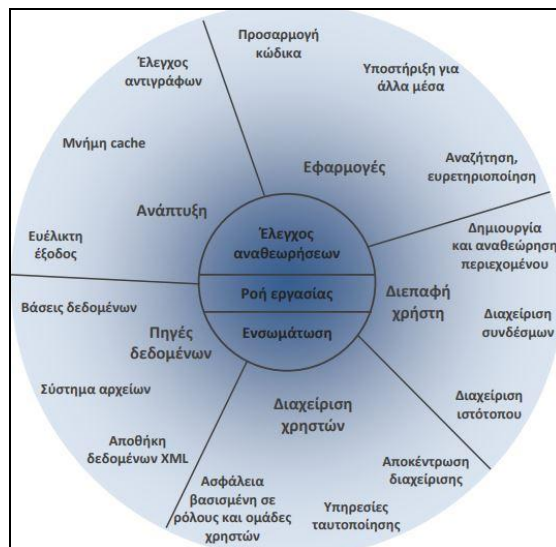 Προσαρμογή
κώδικα
Υποστήριξη για
άλλα μέσα
Αναζήτηση,
ευρετηριοποίηση
Εφαρμογές
Έλεγχος
αντιγράφων
Μνήμη cache
Ευέλικτη
έξοδος
Ανάπτυξη
Έλεγχος
αναθεωρήσεων
Ροή εργασίας
Ενσωμάτωση
Δημιουργία
και αναθεώρηση
περιεχομένου
Διαχείριση
συνδέσμων
Διαχείριση
ιστότοπου
Διεπαφή
χρήστη
Βάσεις δεδομένων
Πηγές
δεδομένων
Σύστημα αρχείων
Αποθήκη
δεδομένων XML
Διαχείριση
χρηστών
Αποκέντρωση
διαχείρισης
Υπηρεσίες
ταυτοποίησης
Ασφάλεια
βασισμένη σε
ρόλους και ομάδες
χρηστών